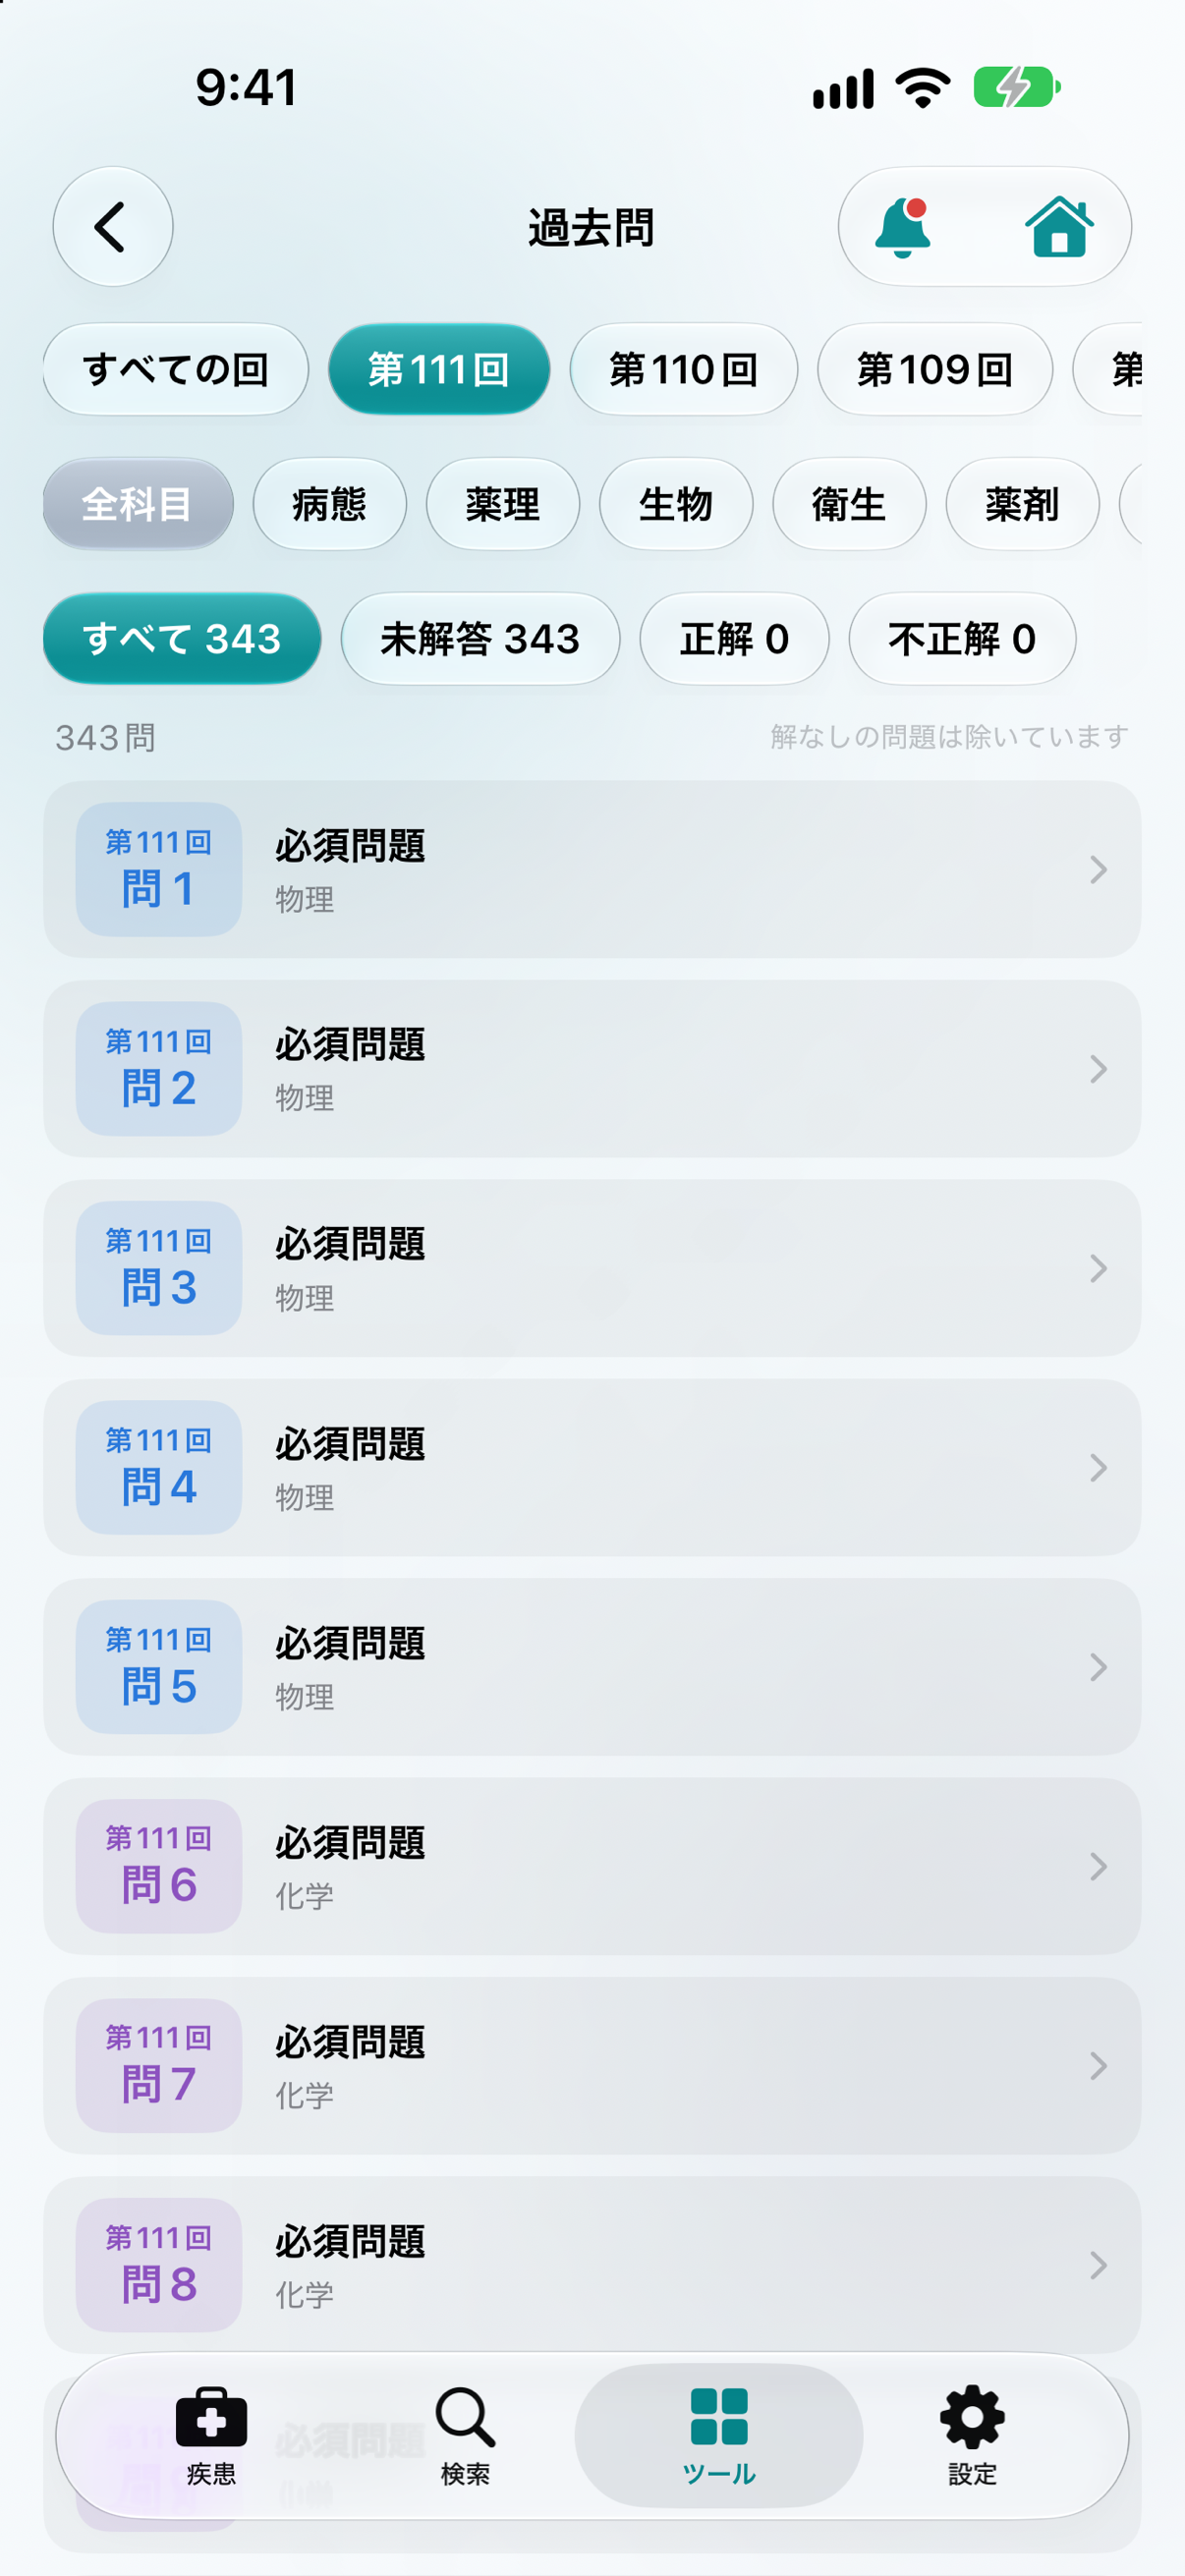 9:41
過去問
すべての回 第111回 第110回 第109回 第
全科目 病態 薬理 生物 衛生 薬剤
すべて 343 未解答 343 正解 0 不正解 0
343問 解なしの問題は除いています
第111回
問1
必須問題
物理
第111回
問2
必須問題
物理
第111回
問3
必須問題
物理
第111回
問4
必須問題
物理
第111回
問5
必須問題
物理
第111回
問6
必須問題
化学
第111回
問7
必須問題
化学
第111回
問8
必須問題
化学
必須問題
疾患 検索 ツール 設定